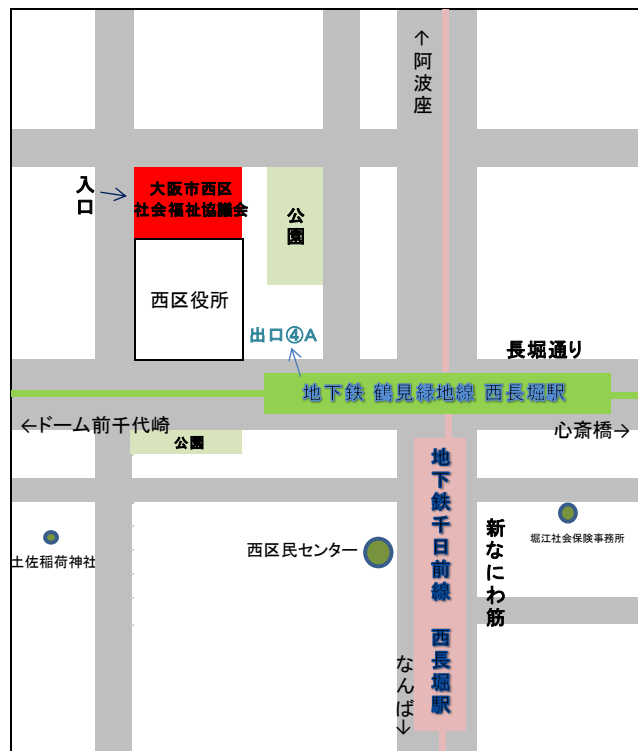 ↑阿波座
入口
大阪市西区
社会福祉協議会
公園
西区役所
出口④A
長堀通り
地下鉄 鶴見緑地線 西長堀駅
←ドーム前千代崎
心斎橋→
公園
地下鉄千日前線 西長堀駅
新なにわ筋
堀江社会保険事務所
西区民センター
土佐稲荷神社
なんば→